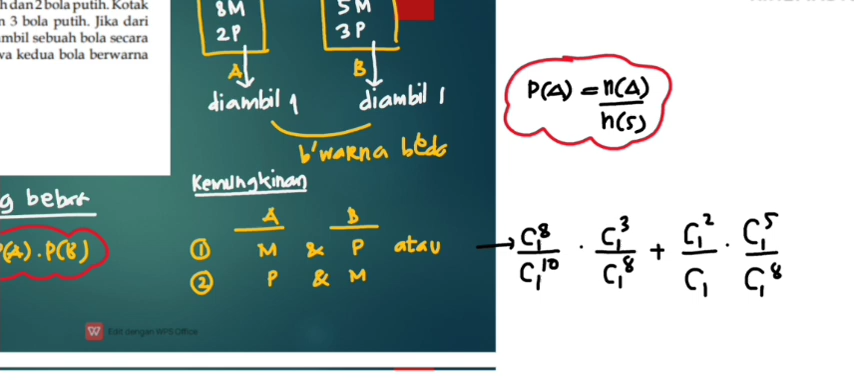 h dan 2 bola putih. Kotak
n 3 bola putih. Jika dari
mbil sebuah bola secara
va kedua bola berwarna
8M
2P
5M
3P
A
B
diambil 1
diambil 1
b'warna beda
P(A) = n(A)
n(S)
g bebas
P(A) . P(B)
Kemungkinan
A B
① M & P atau
② P & M
→ C₁⁸/C₁¹⁰ · C₁³/C₁⁸ + C₁²/C₁ · C₁⁵/C₁⁸
W Edit dengan WPS Office